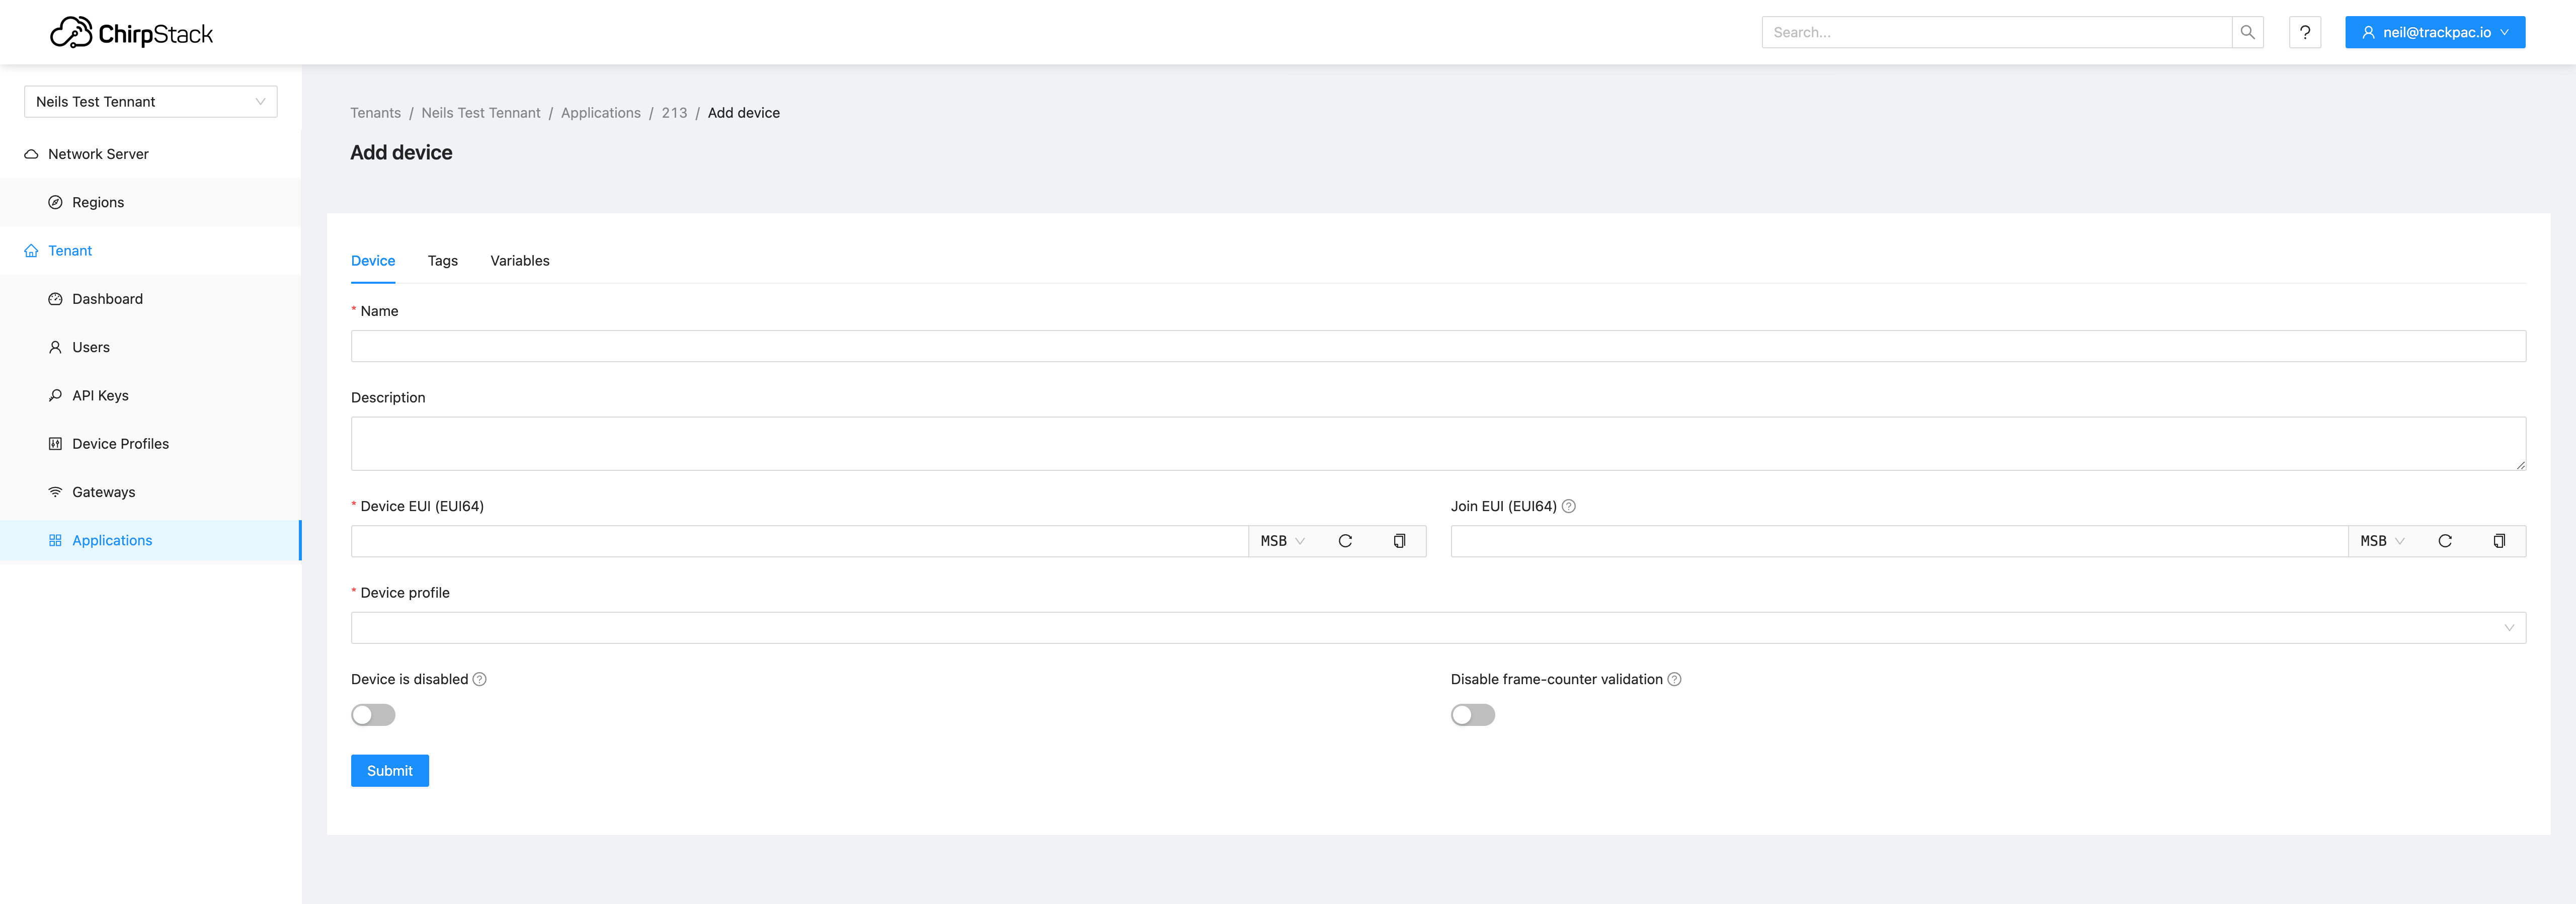 ChirpStack
Search...
?
neil@trackpac.io
Neils Test Tennant
Network Server
Regions
Tenant
Dashboard
Users
API Keys
Device Profiles
Gateways
Applications
Tenants / Neils Test Tennant / Applications / 213 / Add device
Add device
Device Tags Variables
* Name
Description
* Device EUI (EUI64)
MSB
Join EUI (EUI64) ?
MSB
* Device profile
Device is disabled ?
Disable frame-counter validation ?
Submit